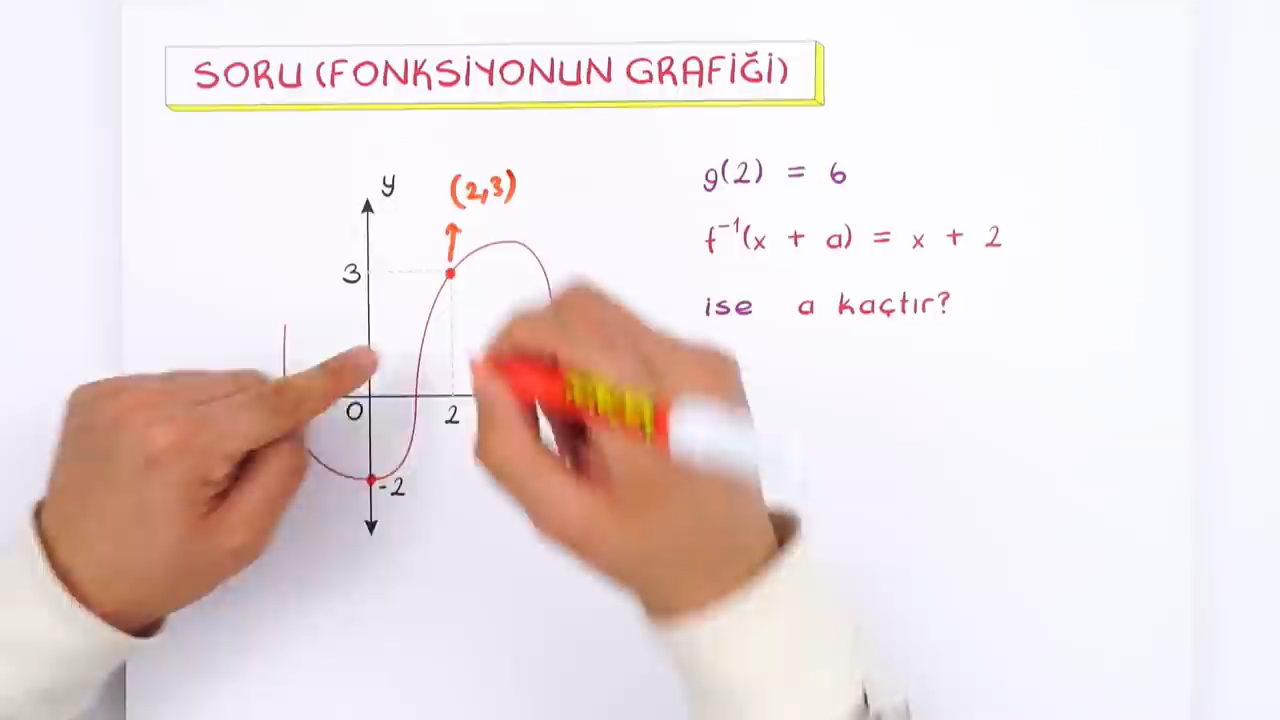 SORU (FONKSİYONUN GRAFİĞİ)
y
(2,3)
3
0
2
-2
g(2) = 6
f⁻¹(x + a) = x + 2
ise a kaçtır?